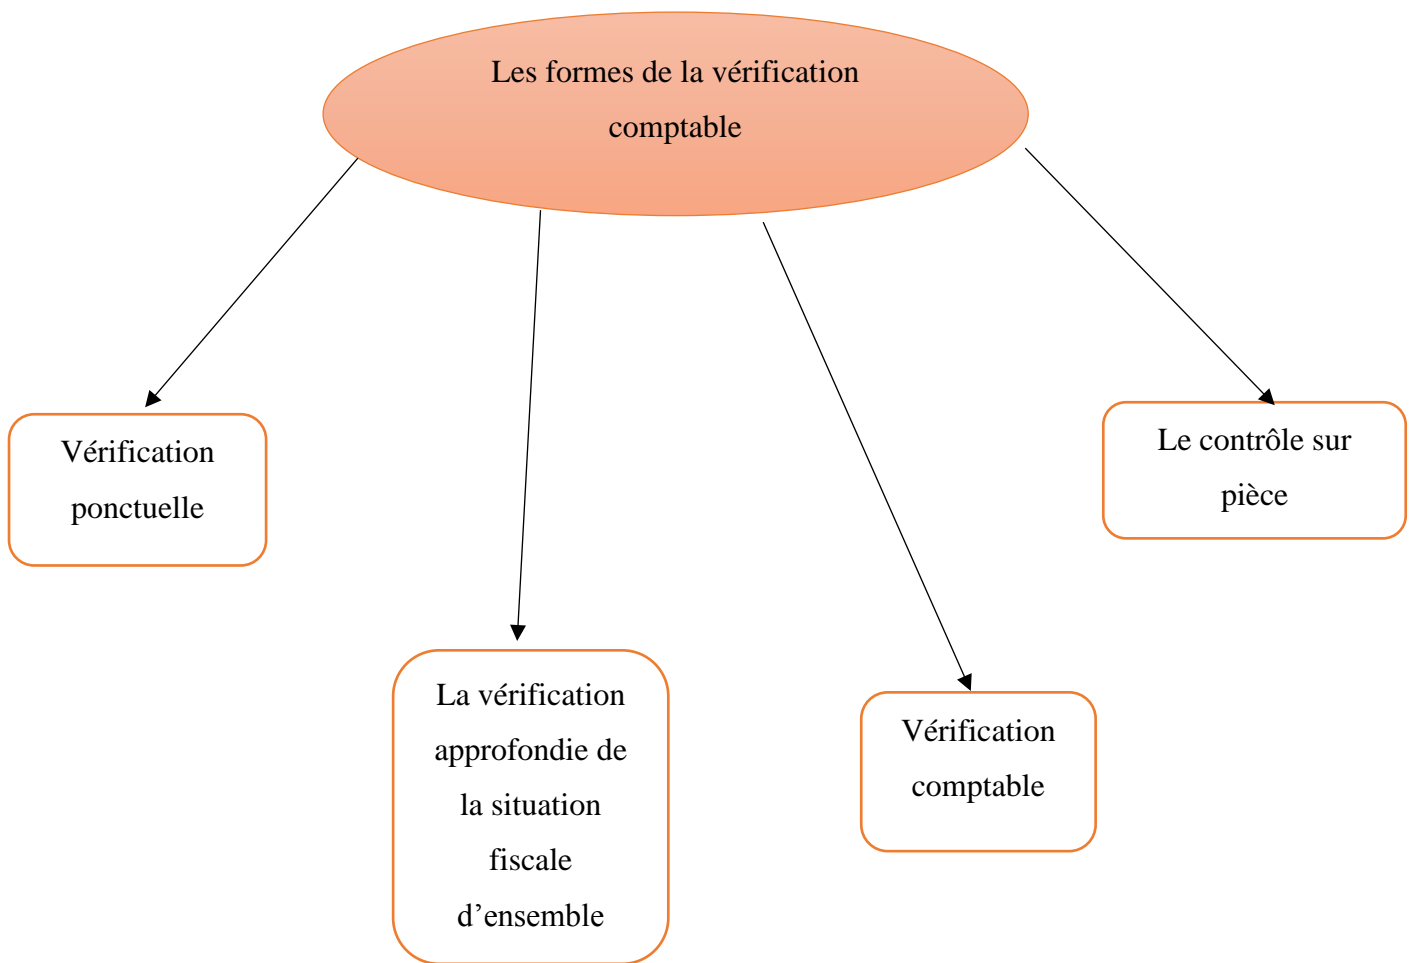 Les formes de la vérification
comptable
Vérification
ponctuelle
La vérification
approfondie de
la situation
fiscale
d’ensemble
Vérification
comptable
Le contrôle sur
pièce